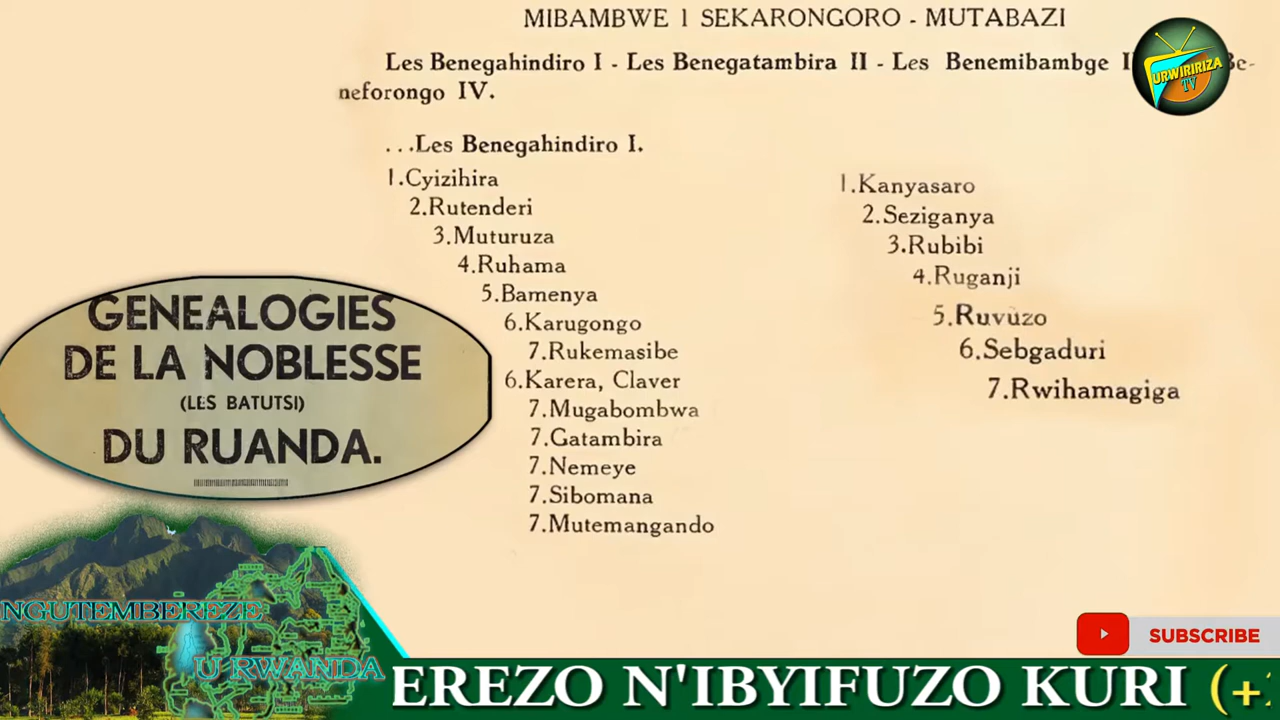 MIBAMBWE 1 SEKARONGORO - MUTABAZI
Les Benegahindiro I - Les Benegatambira II - Les Benemibambge
neforongo IV.
...Les Benegahindiro I.
1.Cyizihira
2.Rutenderi
3.Muturuza
4.Ruhama
5.Bamenya
6.Karugongo
7.Rukemasibe
6.Karera, Claver
7.Mugabombwa
7.Gatambira
7.Nemeye
7.Sibomana
7.Mutemangando
1.Kanyasaro
2.Seziganya
3.Rubibi
4.Ruganji
5.Ruvuzo
6.Sebgaduri
7.Rwihamagiga
URWIRIRIZA
TV
GENEALOGIES
DE LA NOBLESSE
(LES BATUTSI)
DU RUANDA.
NGUTEMBEREZE
U RWANDA
SUBSCRIBE
EREZO N'IBYIFUZO KURI (+